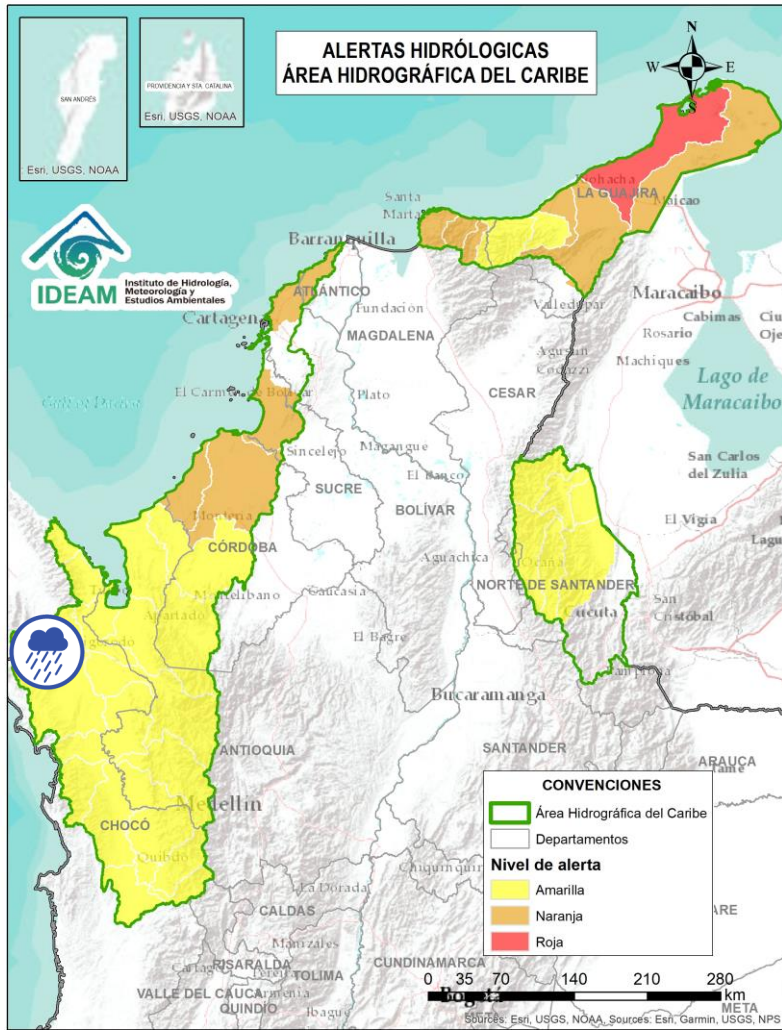 ALERTAS HIDRÓLOGICAS
ÁREA HIDROGRÁFICA DEL CARIBE
N
W
E
S
SAN ANDRÉS
PROVIDENCIA Y STA. CATALINA
Esri, USGS, NOAA
: Esri, USGS, NOAA
IDEAM
Instituto de Hidrología,
Meteorología y
Estudios Ambientales
Santa
Marta
Barranquilla
LA GUAJIRA
ATLÁNTICO
Valledupar
Maracaibo
Cabimas
Fundación
Rosario
MAGDALENA
Agustín
Codazzi
Machiques
El Carmen de Bolívar
Plato
CESAR
Lago de
Maracaibo
Sincelejo
Magangue
San Carlos
del Zulia
SUCRE
El Banco
BOLÍVAR
Montería
El Vigía
CÓRDOBA
Aguachica
Ocaña
Montelibano
Caucasia
NORTE DE SANTANDER
San
Cristóbal
Cúcuta
Apartado
El Bagre
Bucaramanga
ANTIOQUIA
SANTANDER
ARAUCA
Medellín
CHOCÓ
Quibdó
La Dorada
CALDAS
Manizales
RISARALDA
TOLIMA
CUNDINAMARCA
VALLE DEL CAUCA
Armenia
QUINDÍO
Ibague
Bogotá
META
CONVENCIONES
Área Hidrográfica del Caribe
Departamentos
Nivel de alerta
Amarilla
Naranja
Roja
0 35 70 140 210 280
km
Sources: Esri, USGS, NOAA, Sources: Esri, Garmin, USGS, NPS